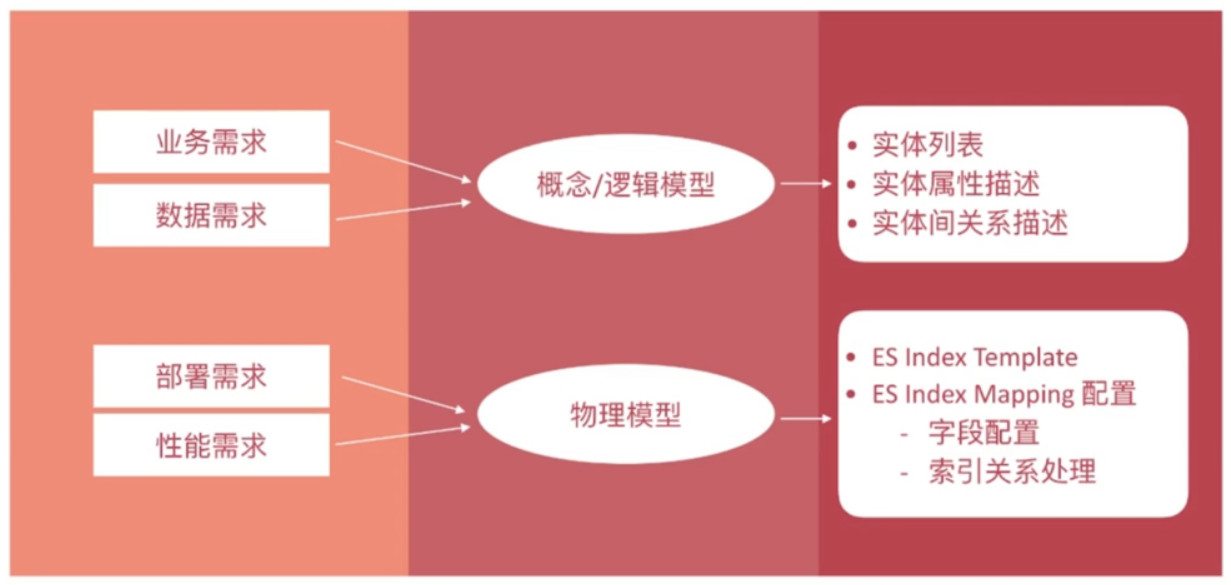 业务需求
数据需求
概念/逻辑模型
• 实体列表
• 实体属性描述
• 实体间关系描述
部署需求
性能需求
物理模型
• ES Index Template
• ES Index Mapping 配置
- 字段配置
- 索引关系处理